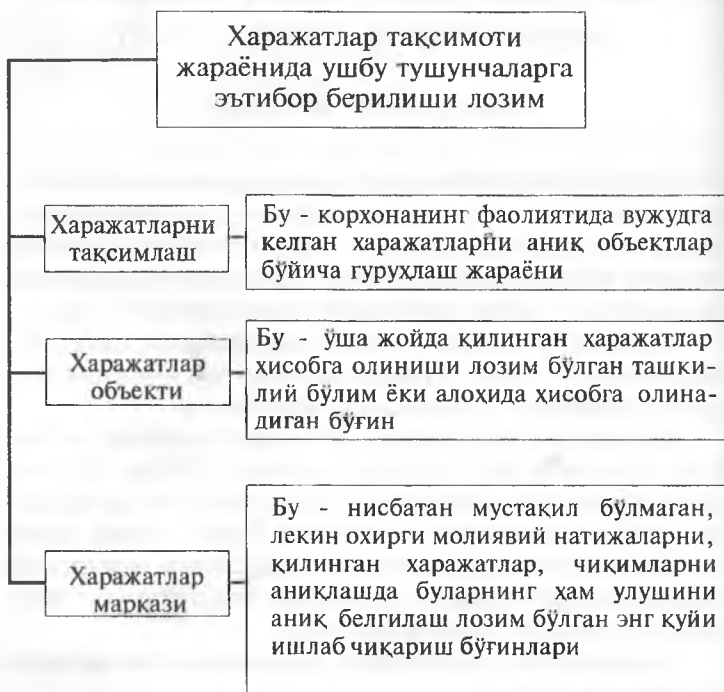 Харажатлар тақсимоти
жараёнида ушбу тушунчаларга
эътибор берилиши лозим
Харажатларни
тақсимлаш
Бу - корхонанинг фаолиятида вужудга
келган харажатларни аниқ объектлар
бўйича гуруҳлаш жараёни
Харажатлар
объекти
Бу - ўша жойда қилинган харажатлар
ҳисобга олиниши лозим бўлган ташки-
лий бўлим ёки алоҳида ҳисобга олина-
диган бўғин
Харажатлар
маркази
Бу - нисбатан мустақил бўлмаган,
лекин охирги молиявий натижаларни,
қилинган харажатлар, чиқимларни
аниқлашда буларнинг ҳам улушини
аниқ белгилаш лозим бўлган энг қуйи
ишлаб чиқариш бўғинлари